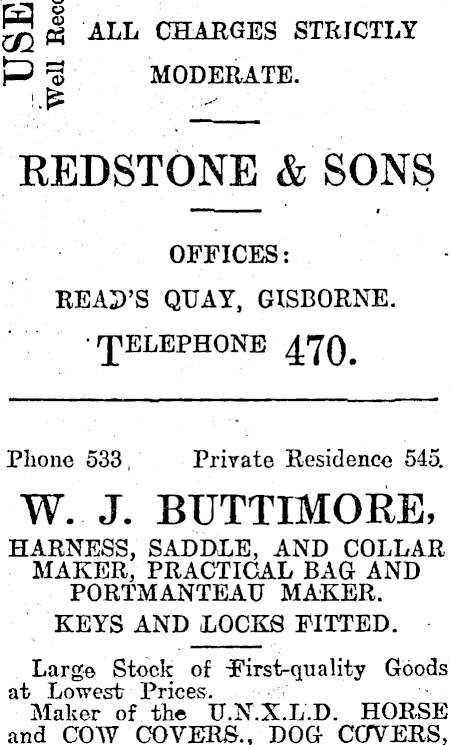 USE
Well Reco
ALL CHARGES STRICTLY
MODERATE.
REDSTONE & SONS
OFFICES:
READ'S QUAY, GISBORNE.
TELEPHONE 470.
Phone 533, Private Residence 545.
W. J. BUTTIMORE,
HARNESS, SADDLE, AND COLLAR
MAKER, PRACTICAL BAG AND
PORTMANTEAU MAKER.
KEYS AND LOCKS FITTED.
Large Stock of First-quality Goods
at Lowest Prices.
Maker of the U.N.X.L.D. HORSE
and COW COVERS., DOG COVERS,